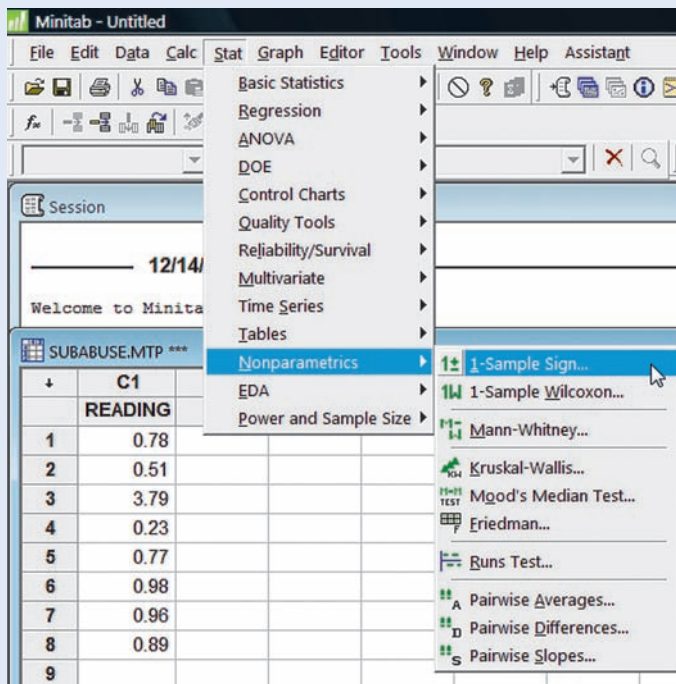 Minitab - Untitled
File Edit Data Calc Stat Graph Editor Tools Window Help Assistant
Basic Statistics
Regression
ANOVA
DOE
Control Charts
Quality Tools
Reliability/Survival
Multivariate
Time Series
Tables
Nonparametrics
EDA
Power and Sample Size
1-Sample Sign...
1-Sample Wilcoxon...
Mann-Whitney...
Kruskal-Wallis...
Mood's Median Test...
Friedman...
Runs Test...
Pairwise Averages...
Pairwise Differences...
Pairwise Slopes...
Session
12/14/
Welcome to Minita
SUBABUSE.MTP ***
C1
READING
1 0.78
2 0.51
3 3.79
4 0.23
5 0.77
6 0.98
7 0.96
8 0.89
9